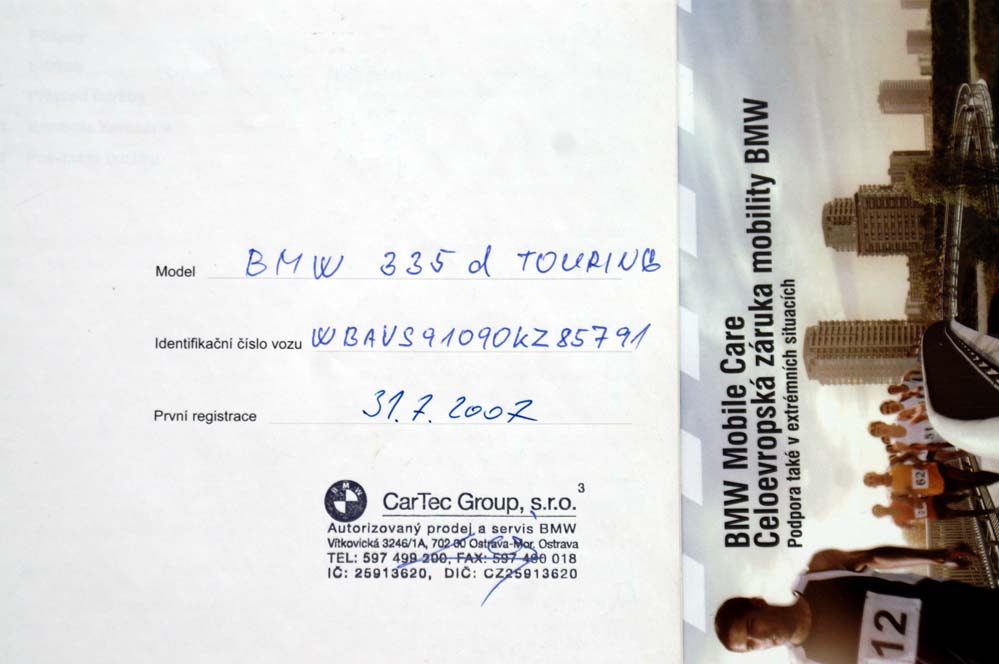 Model BMW 335 d TOURING
Identifikační číslo vozu WBAVS91090KZ85791
První registrace 31.7.2007
BMW
CarTec Group, s.r.o. 3
Autorizovaný prodej a servis BMW
Vítkovická 3246/1A, 702 00 Ostrava-Mor, Ostrava
TEL: 597 499 200, FAX: 597 490 018
IČ: 25913620, DIČ: CZ25913620
BMW Mobile Care
Celoevropská záruka mobility BMW
Podpora také v extrémních situacích
62
12